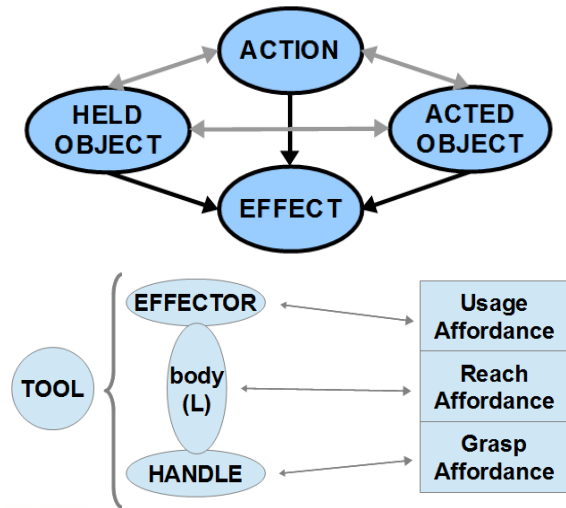 ACTION
HELD
OBJECT
ACTED
OBJECT
EFFECT
TOOL
EFFECTOR
body
(L)
HANDLE
Usage
Affordance
Reach
Affordance
Grasp
Affordance